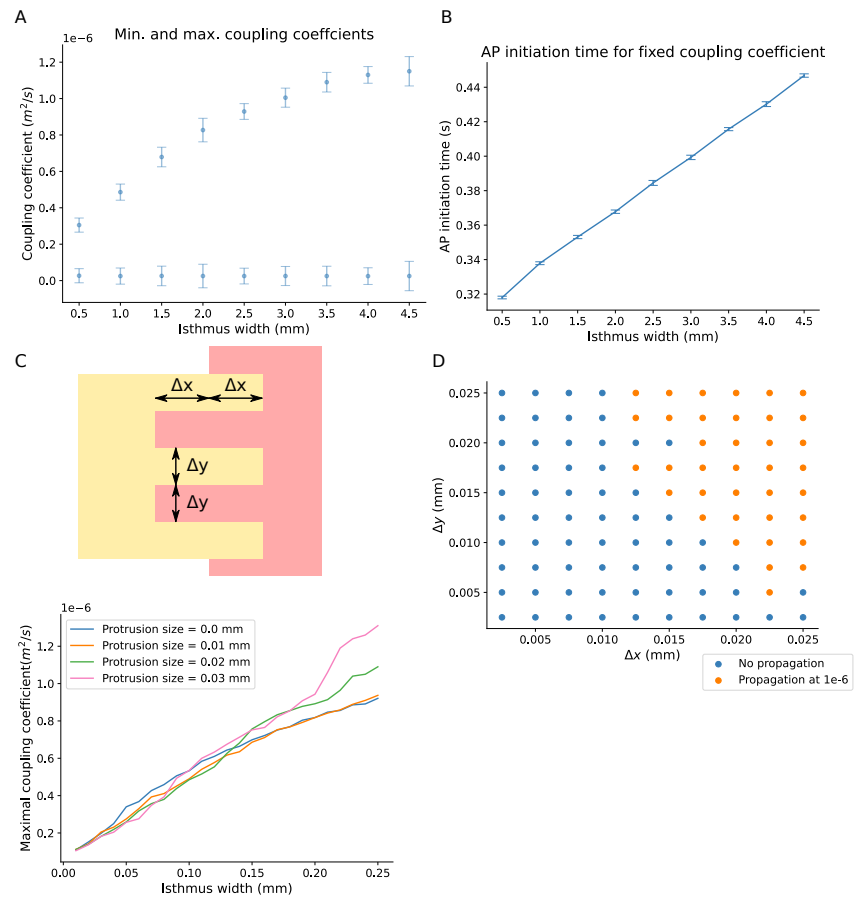 A
Min. and max. coupling coeffcients
1e-6
Coupling coefficient (m²/s)
1.2
1.0
0.8
0.6
0.4
0.2
0.0
0.5 1.0 1.5 2.0 2.5 3.0 3.5 4.0 4.5
Isthmus width (mm)
B
AP initiation time for fixed coupling coefficient
AP initiation time (s)
0.44
0.42
0.40
0.38
0.36
0.34
0.32
0.5 1.0 1.5 2.0 2.5 3.0 3.5 4.0 4.5
Isthmus width (mm)
C
Δx Δx
Δy
Δy
1e-6
Maximal coupling coefficient(m²/s)
Protrusion size = 0.0 mm
Protrusion size = 0.01 mm
Protrusion size = 0.02 mm
Protrusion size = 0.03 mm
1.2
1.0
0.8
0.6
0.4
0.2
0.00 0.05 0.10 0.15 0.20 0.25
Isthmus width (mm)
D
Δy (mm)
0.025
0.020
0.015
0.010
0.005
0.005 0.010 0.015 0.020 0.025
Δx (mm)
No propagation
Propagation at 1e-6